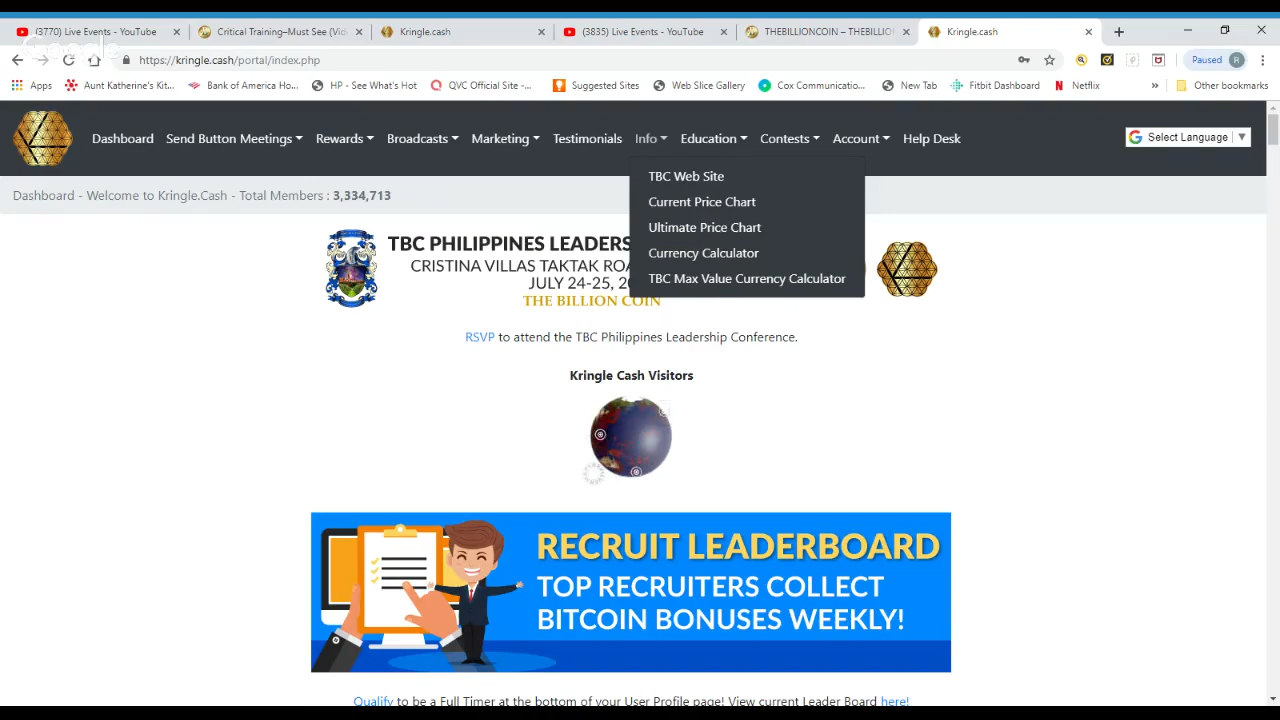 (3770) Live Events - YouTube
Critical Training–Must See (Vid
Kringle.cash
(3835) Live Events - YouTube
THEBILLIONCOIN – THEBILLION
Kringle.cash
Google
https://kringle.cash/portal/index.php
Paused
R
Apps
Aunt Katherine's Kit...
Bank of America Ho...
HP - See What's Hot
QVC Official Site -...
Suggested Sites
Web Slice Gallery
Cox Communicatio...
New Tab
Fitbit Dashboard
Netflix
»
Other bookmarks
Dashboard
Send Button Meetings
Rewards
Broadcasts
Marketing
Testimonials
Info
Education
Contests
Account
Help Desk
Select Language
TBC Web Site
Current Price Chart
Ultimate Price Chart
Currency Calculator
TBC Max Value Currency Calculator
Dashboard - Welcome to Kringle.Cash - Total Members : 3,334,713
TBC PHILIPPINES LEADERS
CRISTINA VILLAS TAKTAK ROA
JULY 24-25, 20
THE BILLION COIN
RSVP to attend the TBC Philippines Leadership Conference.
Kringle Cash Visitors
RECRUIT LEADERBOARD
TOP RECRUITERS COLLECT
BITCOIN BONUSES WEEKLY!
Qualify to be a Full Timer at the bottom of your User Profile page! View current Leader Board here!